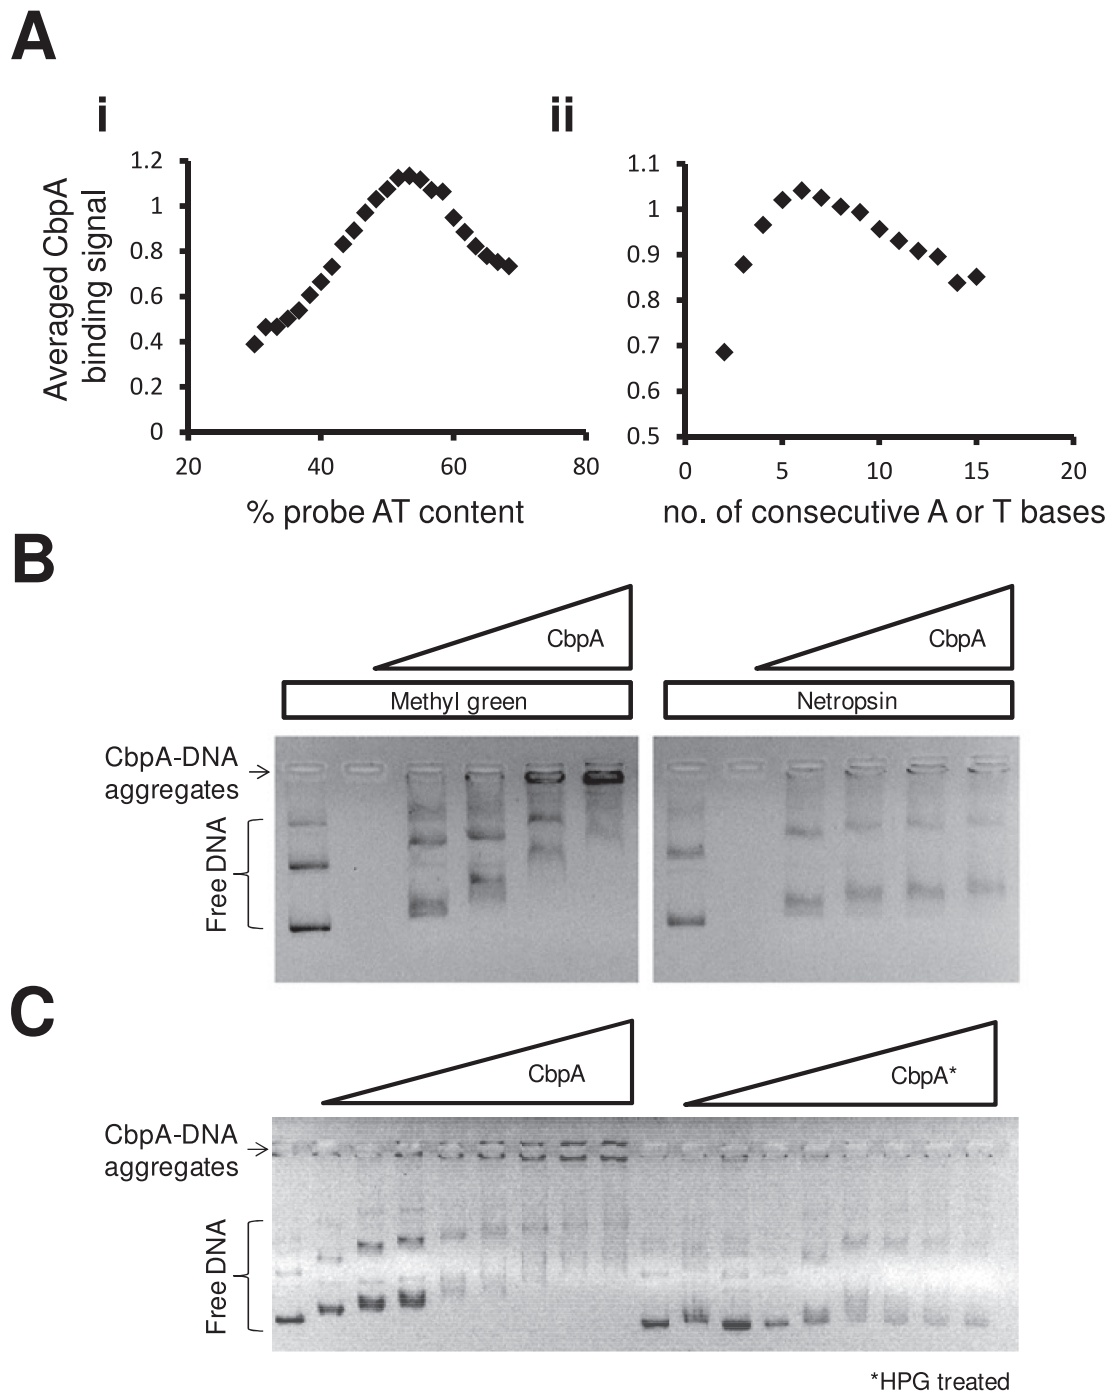 A
i
ii
Averaged CbpA
binding signal
1.2
1
0.8
0.6
0.4
0.2
0
20 40 60 80
% probe AT content
1.1
1
0.9
0.8
0.7
0.6
0.5
0 5 10 15 20
no. of consecutive A or T bases
B
CbpA
CbpA
Methyl green
Netropsin
CbpA-DNA
aggregates
Free DNA
C
CbpA
CbpA*
CbpA-DNA
aggregates
Free DNA
*HPG treated